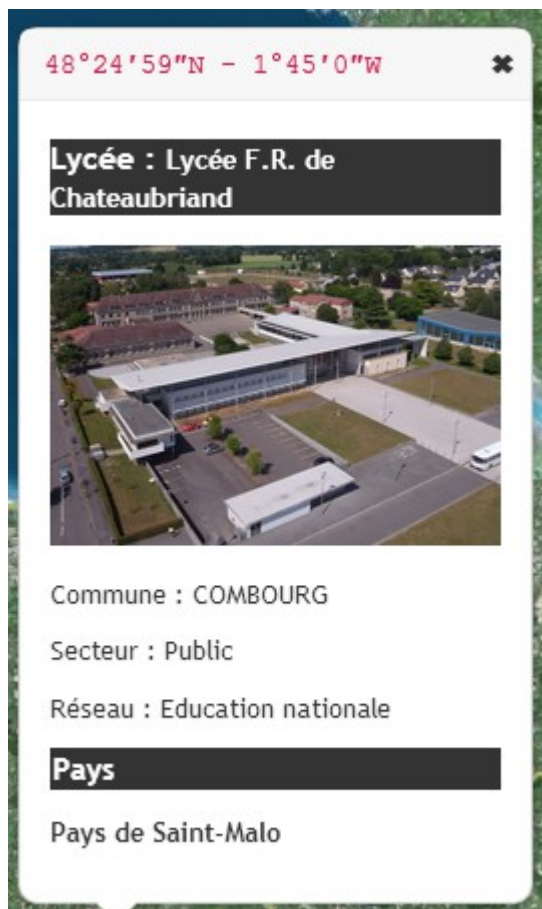 48°24′59″N - 1°45′0″W ✖
Lycée : Lycée F.R. de
Chateaubriand
Commune : COMBOURG
Secteur : Public
Réseau : Education nationale
Pays
Pays de Saint-Malo